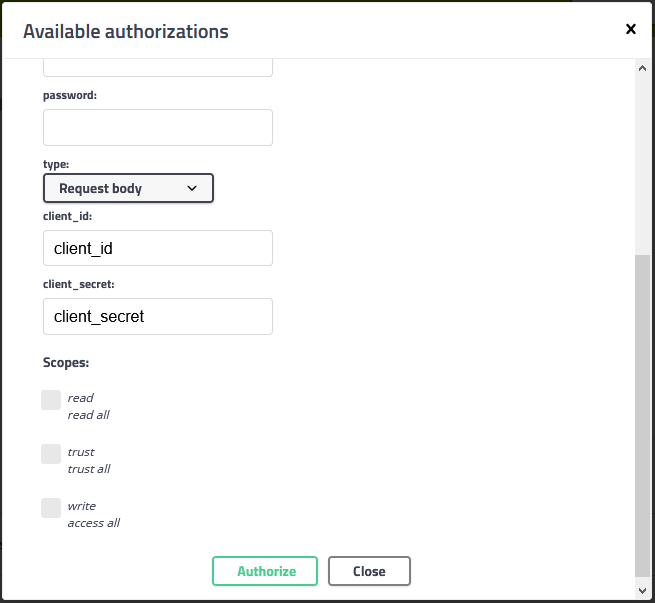 Available authorizations
password:
type:
Request body
client_id:
client_id
client_secret:
client_secret
Scopes:
read
read all
trust
trust all
write
access all
Authorize Close